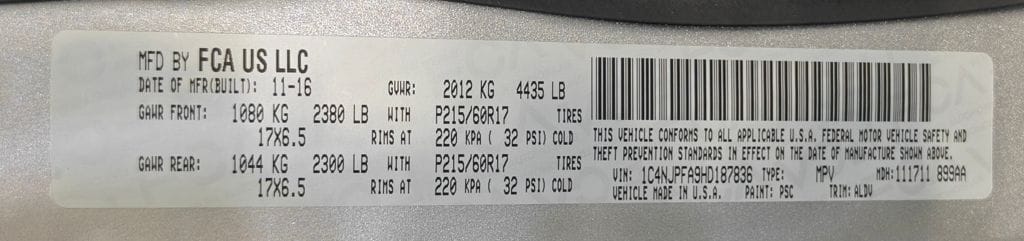 MFD BY FCA US LLC
DATE OF MFR(BUILT): 11-16 GVWR: 2012 KG 4435 LB
GAWR FRONT: 1080 KG 2380 LB WITH P215/60R17 TIRES
17X6.5 RIMS AT 220 KPA ( 32 PSI) COLD
GAWR REAR: 1044 KG 2300 LB WITH P215/60R17 TIRES
17X6.5 RIMS AT 220 KPA ( 32 PSI) COLD
THIS VEHICLE CONFORMS TO ALL APPLICABLE U.S.A. FEDERAL MOTOR VEHICLE SAFETY AND
THEFT PREVENTION STANDARDS IN EFFECT ON THE DATE OF MANUFACTURE SHOWN ABOVE.
VIN: 1C4NJPFA9HD187836 TYPE: MPV MDH: 111711 899AA
VEHICLE MADE IN U.S.A. PAINT: PSC TRIM: ALDV